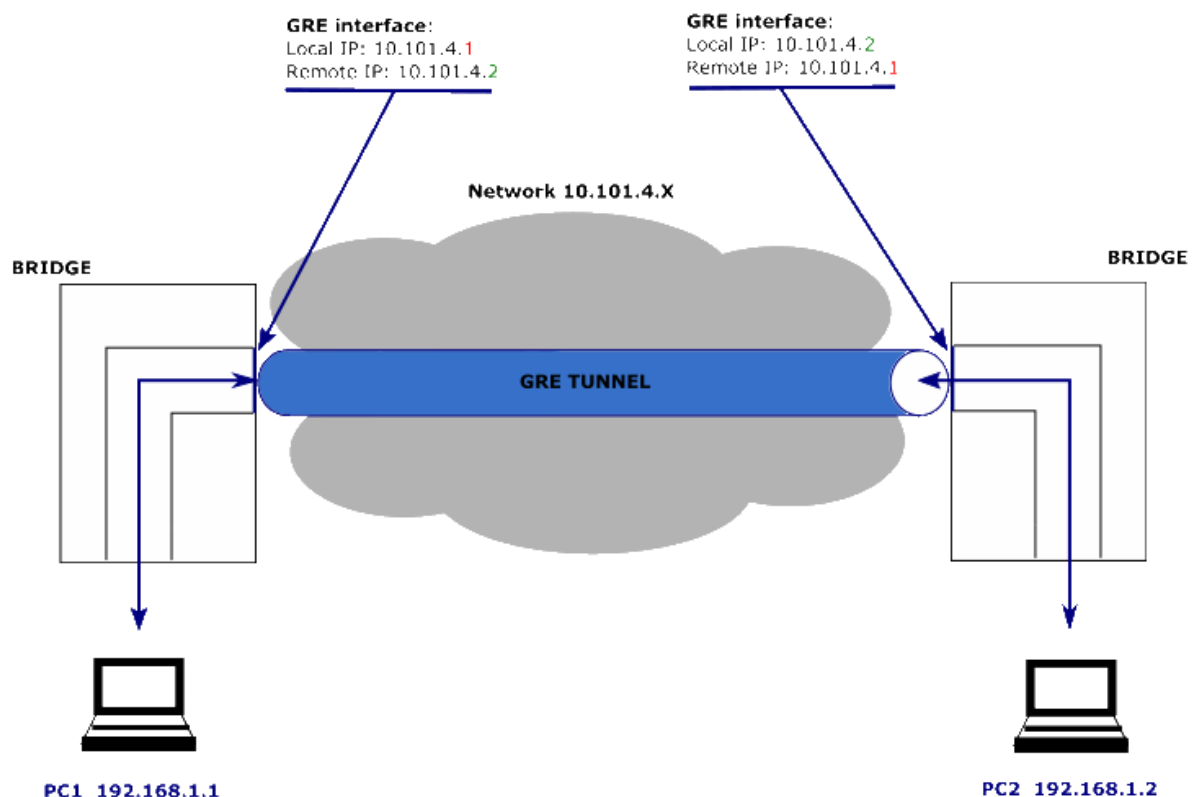 GRE interface:
Local IP: 10.101.4.1
Remote IP: 10.101.4.2
GRE interface:
Local IP: 10.101.4.2
Remote IP: 10.101.4.1
Network 10.101.4.X
BRIDGE
BRIDGE
GRE TUNNEL
PC1 192.168.1.1
PC2 192.168.1.2